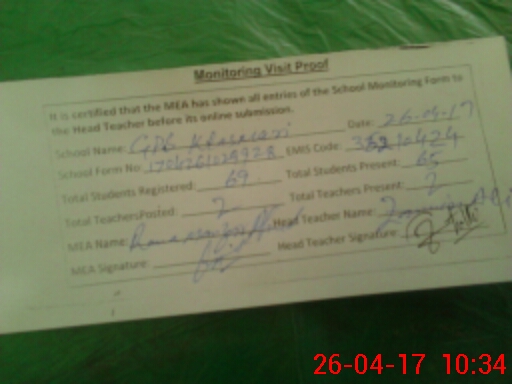 Monitoring Visit Proof
It is certified that the MEA has shown all entries of the School Monitoring Form to
the Head Teacher before its online submission.
School Name: GPS Date: 26-04-17
School Form No: EMIS Code:
Total Students Registered: 69 Total Students Present: 65
Total TeachersPosted: 2 Total Teachers Present: 2
MEA Name: Head Teacher Name:
MEA Signature: Head Teacher Signature:
26-04-17 10:34